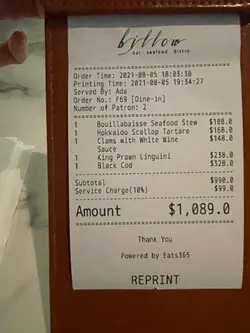 billow
bar seafood bistro
Order Time: 2021-08-05 18:03:38
Printing Time: 2021-08-05 19:34:27
Served By: Ada
Order No.: F69 [Dine-in]
Number of Patron: 2
1 Bouillabaisse Seafood Stew $108.0
1 Hokkaido Scallop Tartare $168.0
1 Clams with White Wine Sauce $148.0
1 King Prawn Linguini $238.0
1 Black Cod $328.0
Subtotal $990.0
Service Charge(10%) $99.0
Amount $1,089.0
Thank You
Powered by Eats365
REPRINT